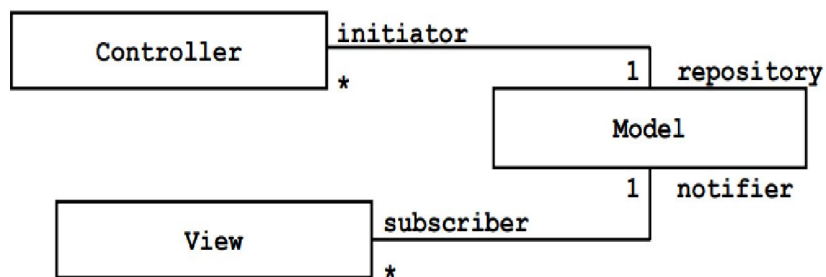 Controller
initiator
*
1 repository
Model
1 notifier
View
subscriber
*